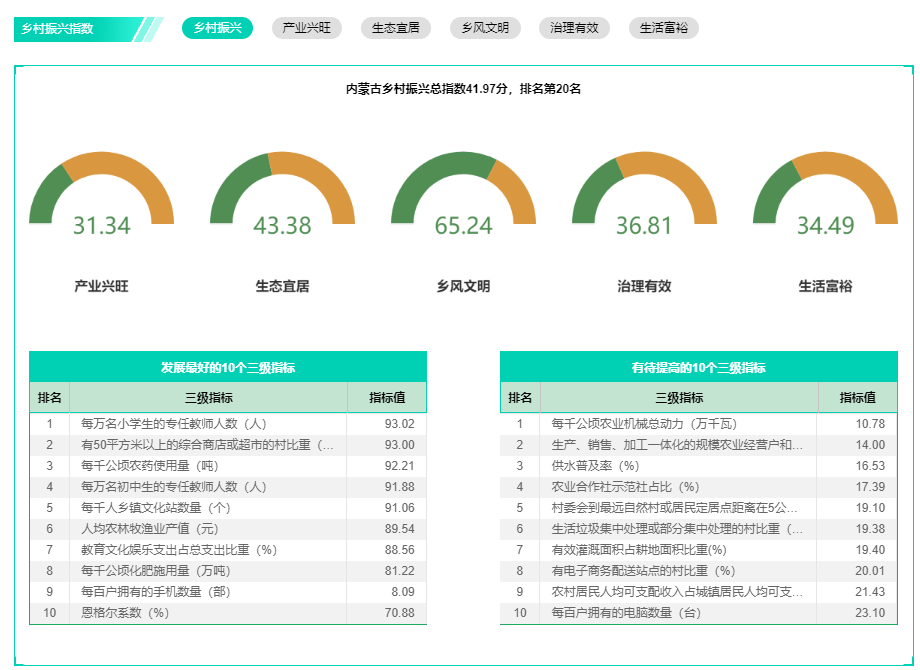 乡村振兴指数 乡村振兴 产业兴旺 生态宜居 乡风文明 治理有效 生活富裕
内蒙古乡村振兴总指数41.97分，排名第20名
31.34 43.38 65.24 36.81 34.49
产业兴旺 生态宜居 乡风文明 治理有效 生活富裕
发展最好的10个三级指标
排名 三级指标 指标值
1 每万名小学生的专任教师人数（人） 93.02
2 有50平方米以上的综合商店或超市的村比重（... 93.00
3 每千公顷农药使用量（吨） 92.21
4 每万名初中生的专任教师人数（人） 91.88
5 每千人乡镇文化站数量（个） 91.06
6 人均农林牧渔业产值（元） 89.54
7 教育文化娱乐支出占总支出比重（%） 88.56
8 每千公顷化肥施用量（万吨） 81.22
9 每百户拥有的手机数量（部） 8.09
10 恩格尔系数（%） 70.88
有待提高的10个三级指标
排名 三级指标 指标值
1 每千公顷农业机械总动力（万千瓦） 10.78
2 生产、销售、加工一体化的规模农业经营户和... 14.00
3 供水普及率（%） 16.53
4 农业合作社示范社占比（%） 17.39
5 村委会到最远自然村或居民定居点距离在5公... 19.10
6 生活垃圾集中处理或部分集中处理的村比重（... 19.38
7 有效灌溉面积占耕地面积比重(%) 19.40
8 有电子商务配送站点的村比重（%） 20.01
9 农村居民人均可支配收入占城镇居民人均可支... 21.43
10 每百户拥有的电脑数量（台） 23.10